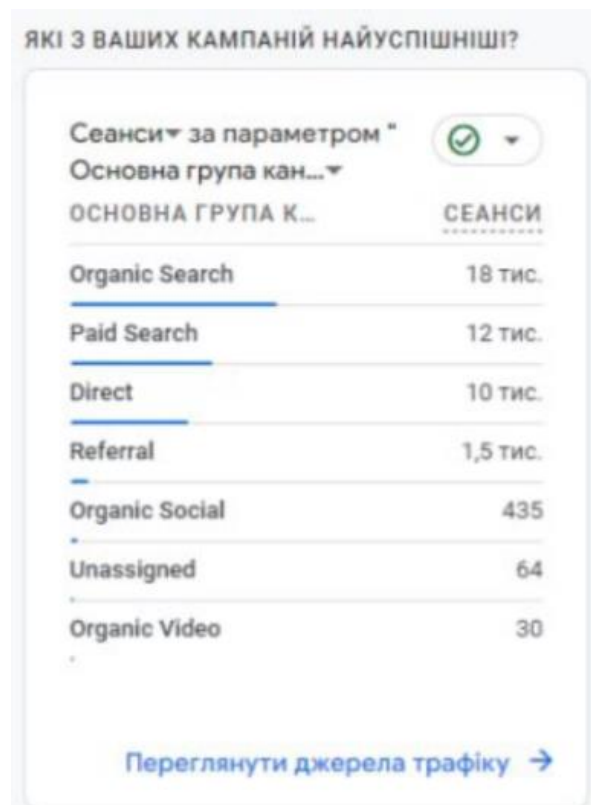 ЯКІ З ВАШИХ КАМПАНІЙ НАЙУСПІШНІШІ?
Сеанси за параметром "
Основна група кан...
ОСНОВНА ГРУПА К... СЕАНСИ
Organic Search 18 тис.
Paid Search 12 тис.
Direct 10 тис.
Referral 1,5 тис.
Organic Social 435
Unassigned 64
Organic Video 30
Переглянути джерела трафіку →